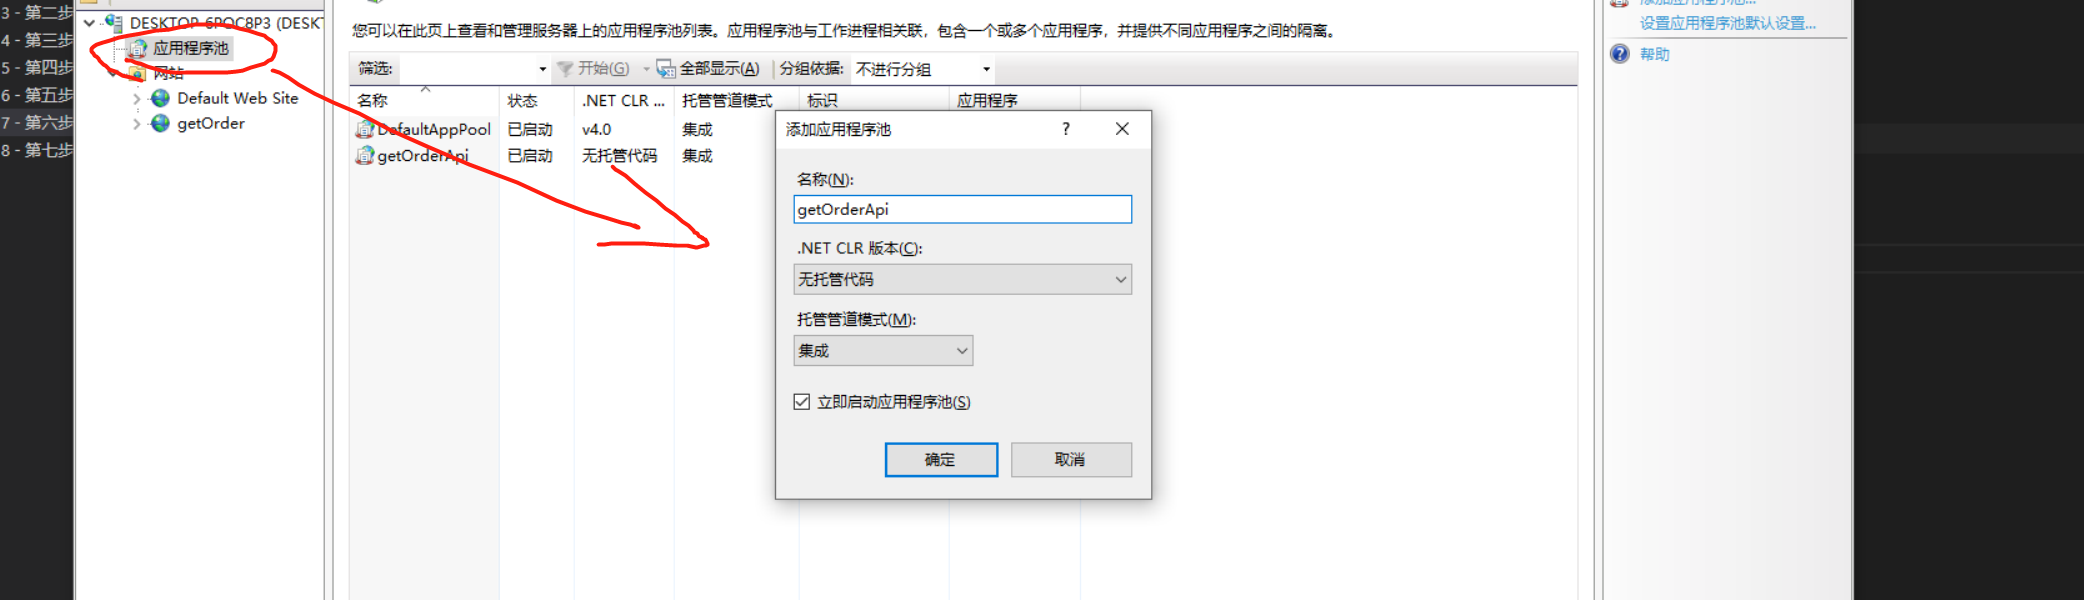 3 - 第二步
4 - 第三步
5 - 第四步
6 - 第五步
7 - 第六步
8 - 第七步
DESKTOP-6POC8P3 (DESKT
应用程序池
网站
Default Web Site
getOrder
您可以在此页上查看和管理服务器上的应用程序池列表。应用程序池与工作进程相关联，包含一个或多个应用程序，并提供不同应用程序之间的隔离。
筛选: 开始(G) 全部显示(A) 分组依据: 不进行分组
名称 状态 .NET CLR ... 托管管道模式 标识 应用程序
DefaultAppPool 已启动 v4.0 集成
getOrderApi 已启动 无托管代码 集成
添加应用程序池 ?
名称(N):
getOrderApi
.NET CLR 版本(C):
无托管代码
托管管道模式(M):
集成
立即启动应用程序池(S)
确定 取消
添加应用程序池...
设置应用程序池默认设置...
帮助